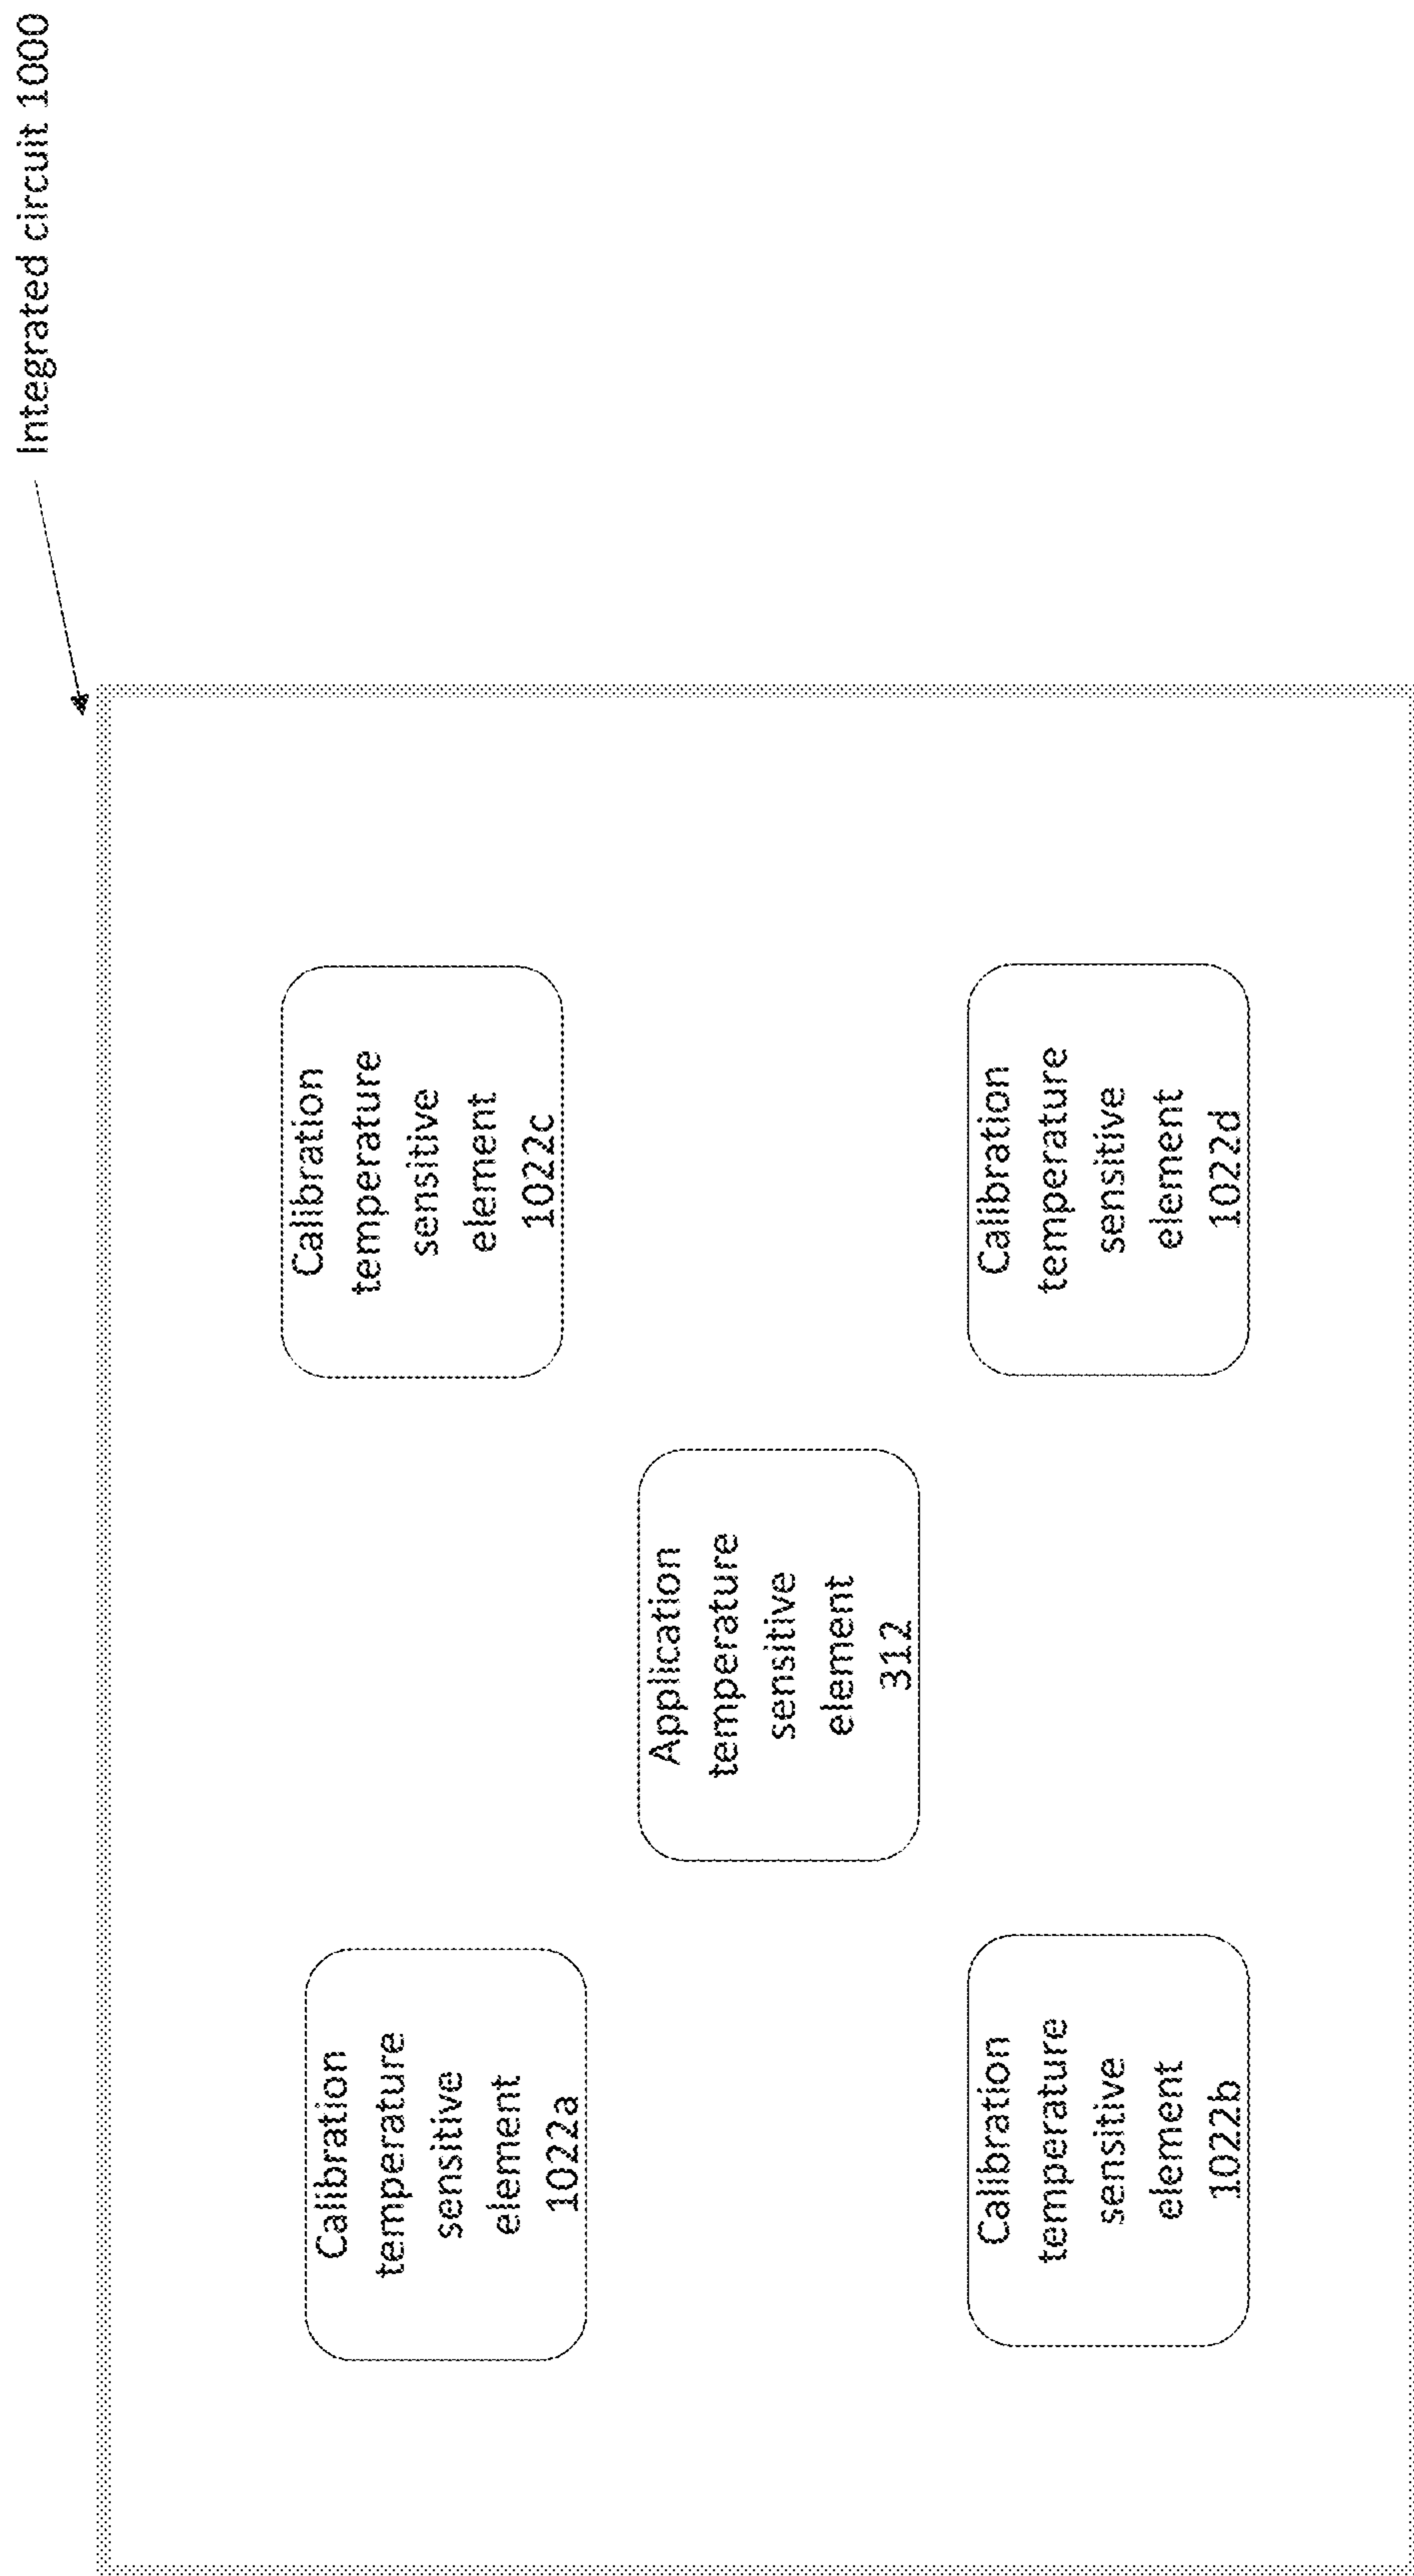 Integrated circuit 1000
Calibration
temperature
sensitive
element
1022a
Calibration
temperature
sensitive
element
1022c
Application
temperature
sensitive
element
312
Calibration
temperature
sensitive
element
1022b
Calibration
temperature
sensitive
element
1022d